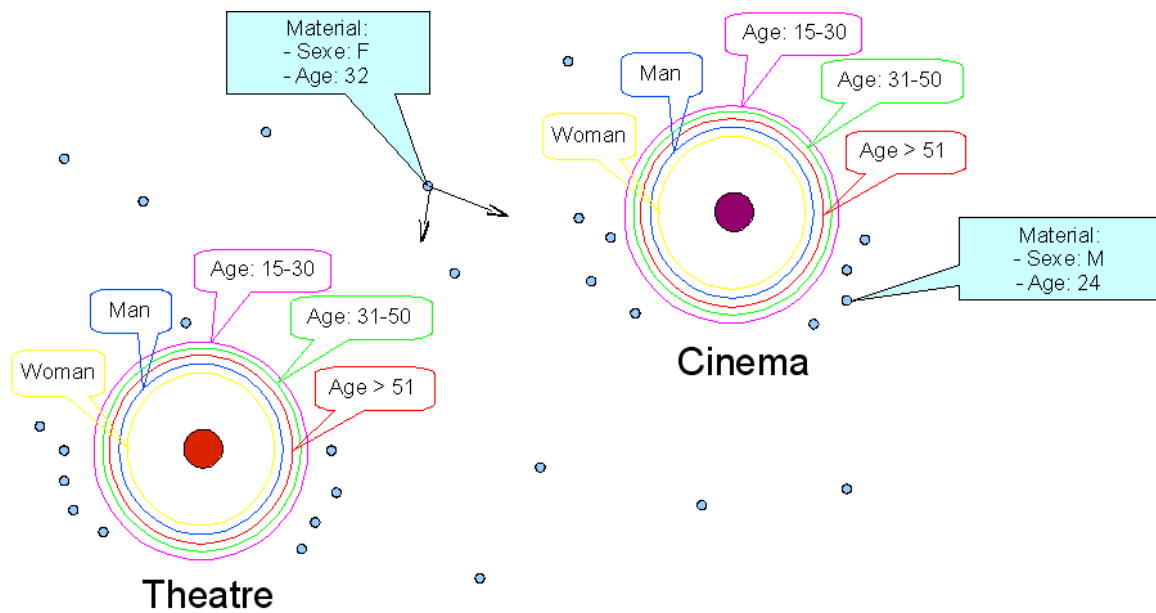 Material:
- Sexe: F
- Age: 32
Age: 15-30
Man
Age: 31-50
Woman
Age > 51
Material:
- Sexe: M
- Age: 24
Cinema
Age: 15-30
Man
Age: 31-50
Woman
Age > 51
Theatre